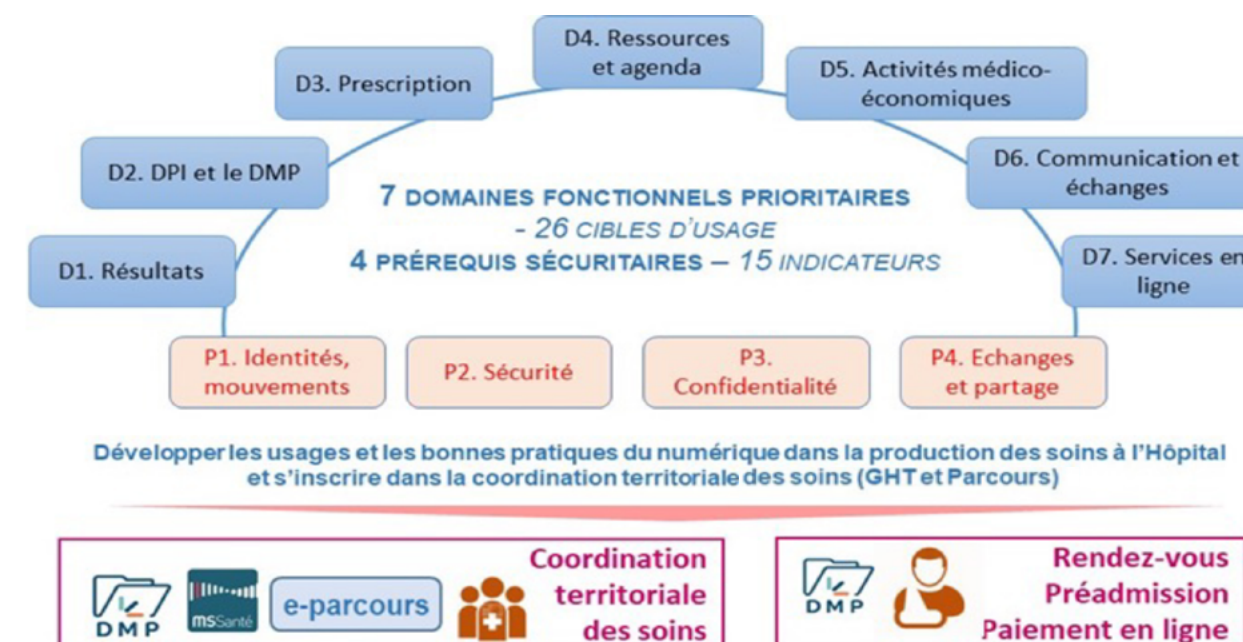 D4. Ressources
et agenda
D3. Prescription
D5. Activités médico-
économiques
D2. DPI et le DMP
D6. Communication et
échanges
7 DOMAINES FONCTIONNELS PRIORITAIRES
- 26 CIBLES D'USAGE
4 PRÉREQUIS SÉCURITAIRES – 15 INDICATEURS
D1. Résultats
D7. Services en
ligne
P1. Identités,
mouvements
P2. Sécurité
P3.
Confidentialité
P4. Echanges
et partage
Développer les usages et les bonnes pratiques du numérique dans la production des soins à l'Hôpital
et s'inscrire dans la coordination territoriale des soins (GHT et Parcours)
DMP
msSanté
e-parcours
Coordination
territoriale
des soins
DMP
Rendez-vous
Préadmission
Paiement en ligne